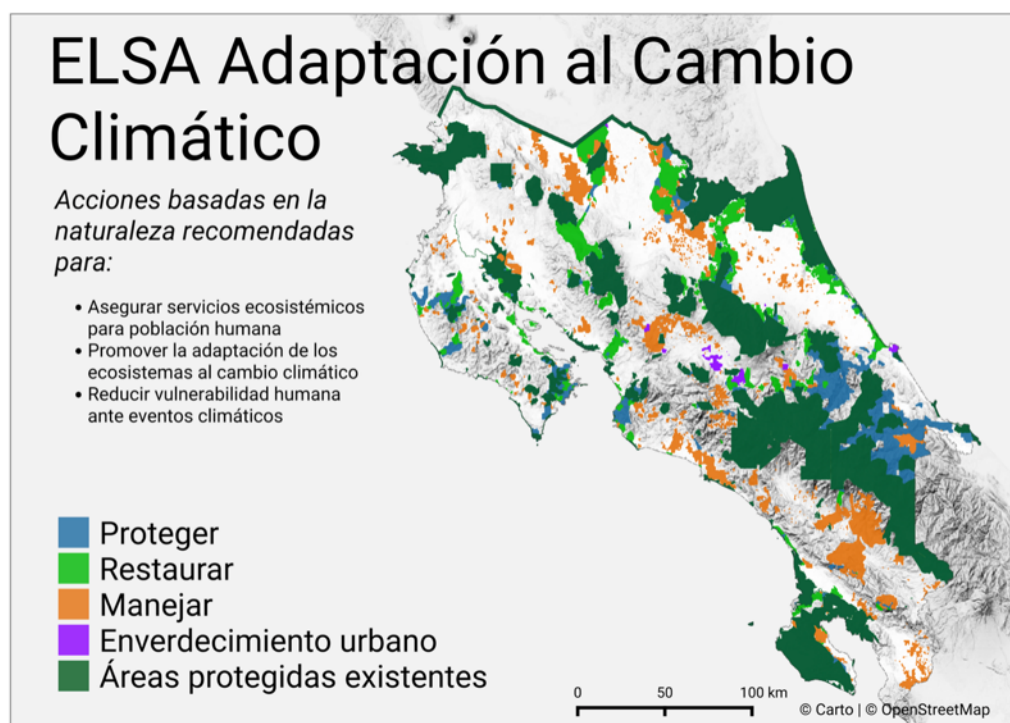 ELSA Adaptación al Cambio
Climático
Acciones basadas en la
naturaleza recomendadas
para:
• Asegurar servicios ecosistémicos
para población humana
• Promover la adaptación de los
ecosistemas al cambio climático
• Reducir vulnerabilidad humana
ante eventos climáticos
Proteger
Restaurar
Manejar
Enverdecimiento urbano
Áreas protegidas existentes
0 50 100 km
© Carto | © OpenStreetMap